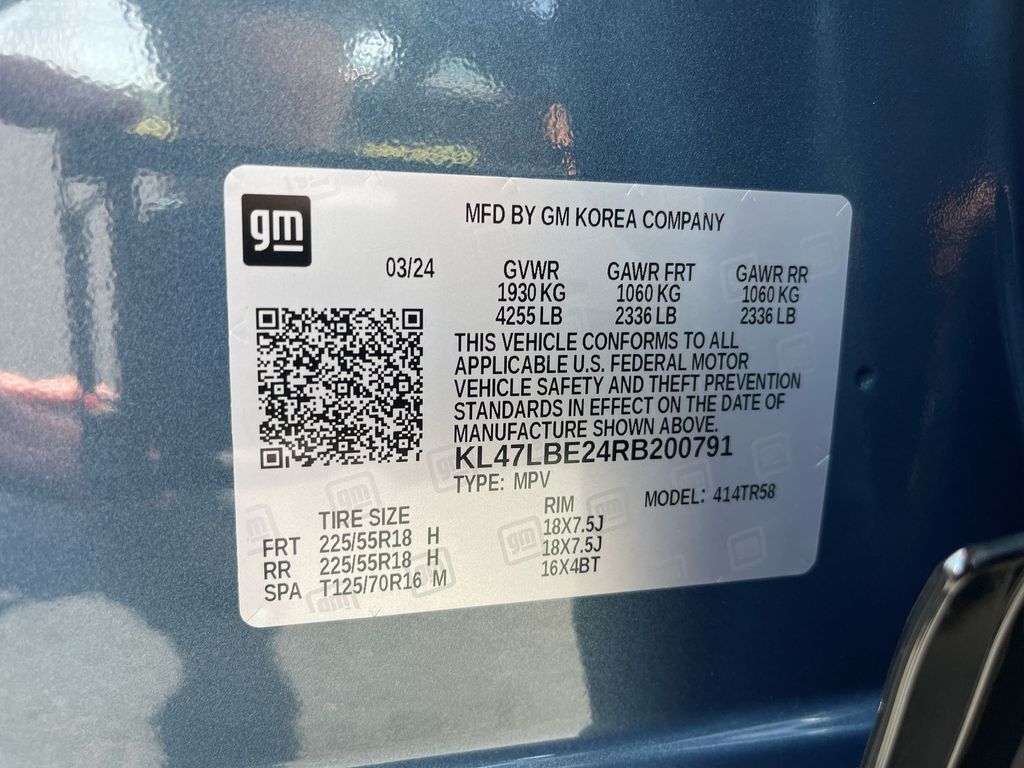 gm
MFD BY GM KOREA COMPANY
03/24 GVWR GAWR FRT GAWR RR
1930 KG 1060 KG 1060 KG
4255 LB 2336 LB 2336 LB
THIS VEHICLE CONFORMS TO ALL
APPLICABLE U.S. FEDERAL MOTOR
VEHICLE SAFETY AND THEFT PREVENTION
STANDARDS IN EFFECT ON THE DATE OF
MANUFACTURE SHOWN ABOVE.
KL47LBE24RB200791
TYPE: MPV MODEL: 414TR58
TIRE SIZE RIM
FRT 225/55R18 H 18X7.5J
RR 225/55R18 H 18X7.5J
SPA T125/70R16 M 16X4BT